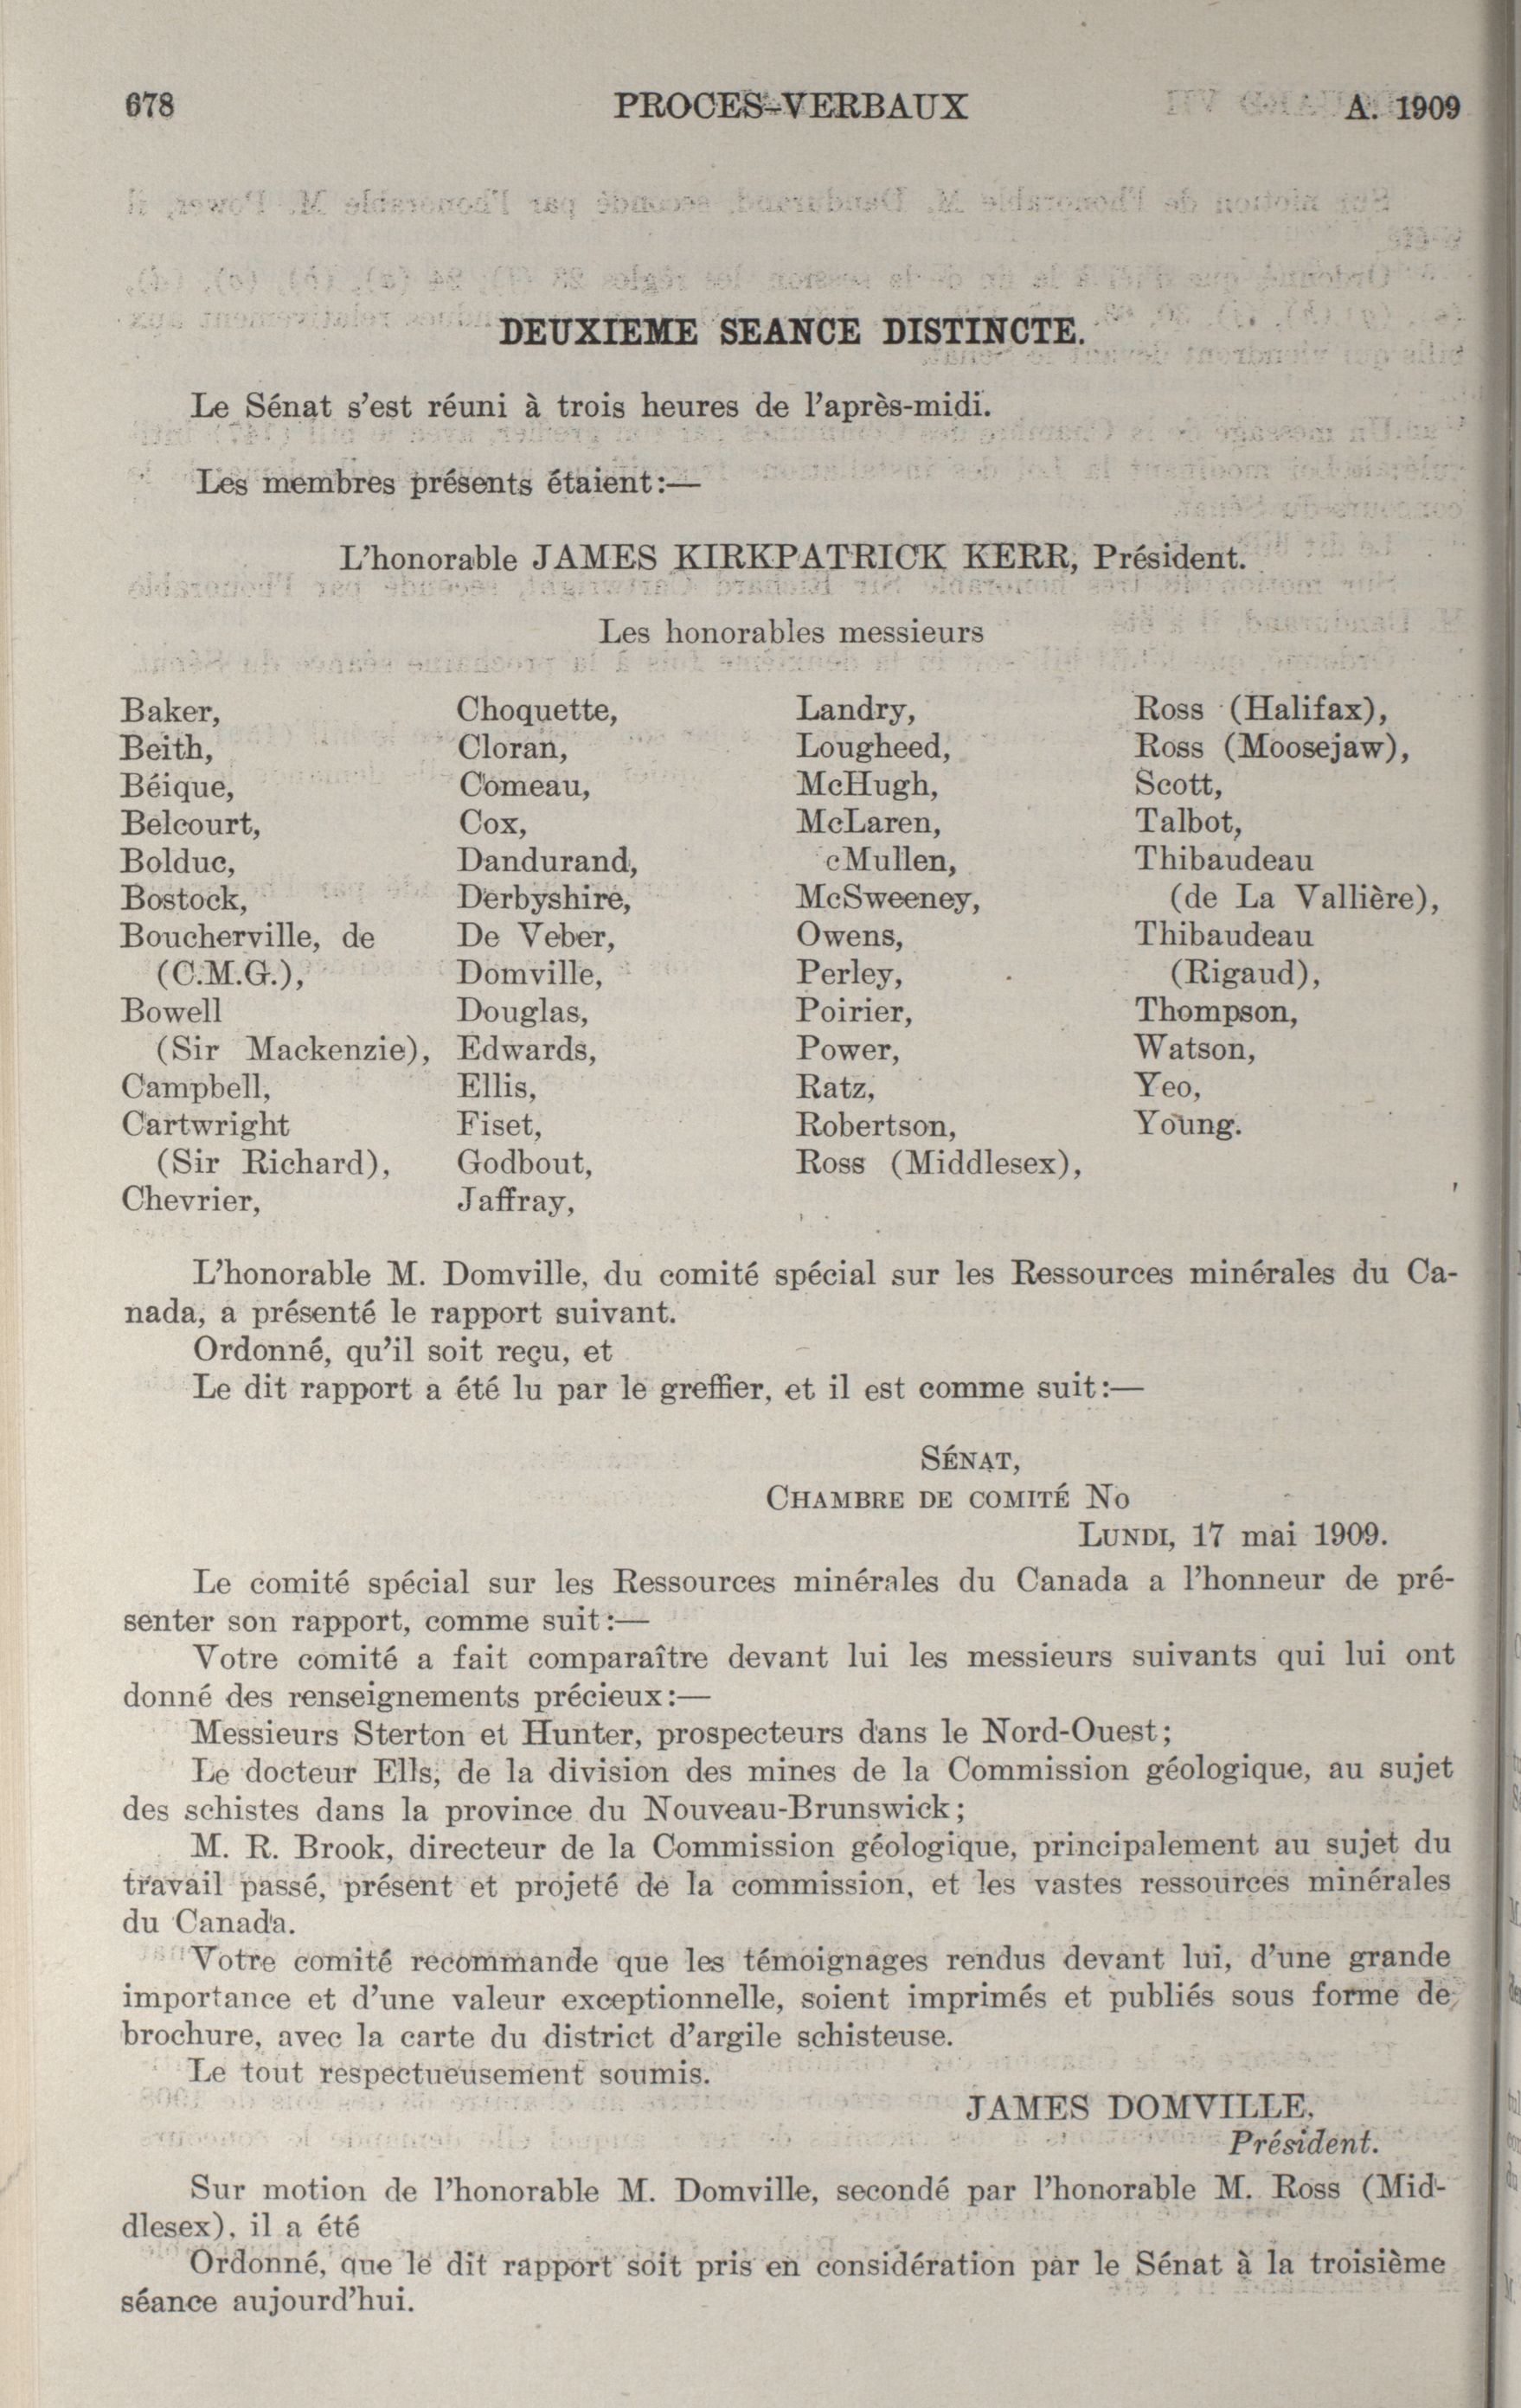 678 PROCES-VERBAUX A. 1909
DEUXIEME SEANCE DISTINCTE.
Le Sénat s'est réuni à trois heures de l'après-midi.
Les membres présents étaient:—
L'honorable JAMES KIRKPATRICK KERR, Président.
Les honorables messieurs
Baker,
Beith,
Béique,
Belcourt,
Bolduc,
Bostock,
Boucherville, de
(C.M.G.),
Bowell
(Sir Mackenzie),
Campbell,
Cartwright
(Sir Richard),
Chevrier,
Choquette,
Cloran,
Comeau,
Cox,
Dandurand,
Derbyshire,
De Veber,
Domville,
Douglas,
Edwards,
Ellis,
Fiset,
Godbout,
Jaffray,
Landry,
Lougheed,
McHugh,
McLaren,
cMullen,
McSweeney,
Owens,
Perley,
Poirier,
Power,
Ratz,
Robertson,
Ross (Middlesex),
Ross (Halifax),
Ross (Moosejaw),
Scott,
Talbot,
Thibaudeau
(de La Vallière),
Thibaudeau
(Rigaud),
Thompson,
Watson,
Yeo,
Young.
L'honorable M. Domville, du comité spécial sur les Ressources minérales du Ca-
nada, a présenté le rapport suivant.
Ordonné, qu'il soit reçu, et
Le dit rapport a été lu par le greffier, et il est comme suit:—
SÉNAT,
CHAMBRE DE COMITÉ No
LUNDI, 17 mai 1909.
Le comité spécial sur les Ressources minérales du Canada a l'honneur de pré-
senter son rapport, comme suit:—
Votre comité a fait comparaître devant lui les messieurs suivants qui lui ont
donné des renseignements précieux:—
Messieurs Sterton et Hunter, prospecteurs dans le Nord-Ouest;
Le docteur Ells, de la division des mines de la Commission géologique, au sujet
des schistes dans la province du Nouveau-Brunswick;
M. R. Brook, directeur de la Commission géologique, principalement au sujet du
travail passé, présent et projeté de la commission, et les vastes ressources minérales
du Canada.
Votre comité recommande que les témoignages rendus devant lui, d'une grande
importance et d'une valeur exceptionnelle, soient imprimés et publiés sous forme de
brochure, avec la carte du district d'argile schisteuse.
Le tout respectueusement soumis.
JAMES DOMVILLE,
Président.
Sur motion de l'honorable M. Domville, secondé par l'honorable M. Ross (Mid-
dlesex), il a été
Ordonné, que le dit rapport soit pris en considération par le Sénat à la troisième
séance aujourd'hui.